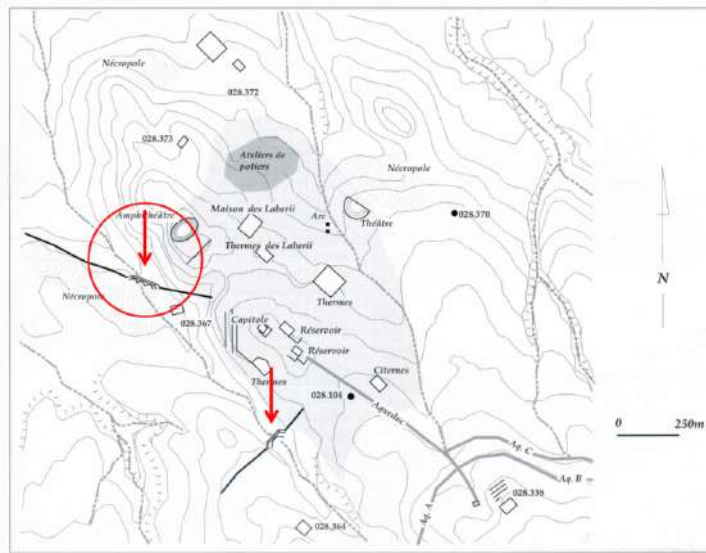 Nécropole
028.372
028.373
Ateliers de
potiers
Nécropole
Maison des Laberii
Amphithéâtre
Arc
Théâtre
028.370
Thermes des Laberii
N
Thermes
Nécropole
028.367
Capitole
Réservoir
Réservoir
Thermes
Citernes
028.104
Aqueduc
0 250m
Aq. C
Aq. B
Aq. A
028.338
028.364